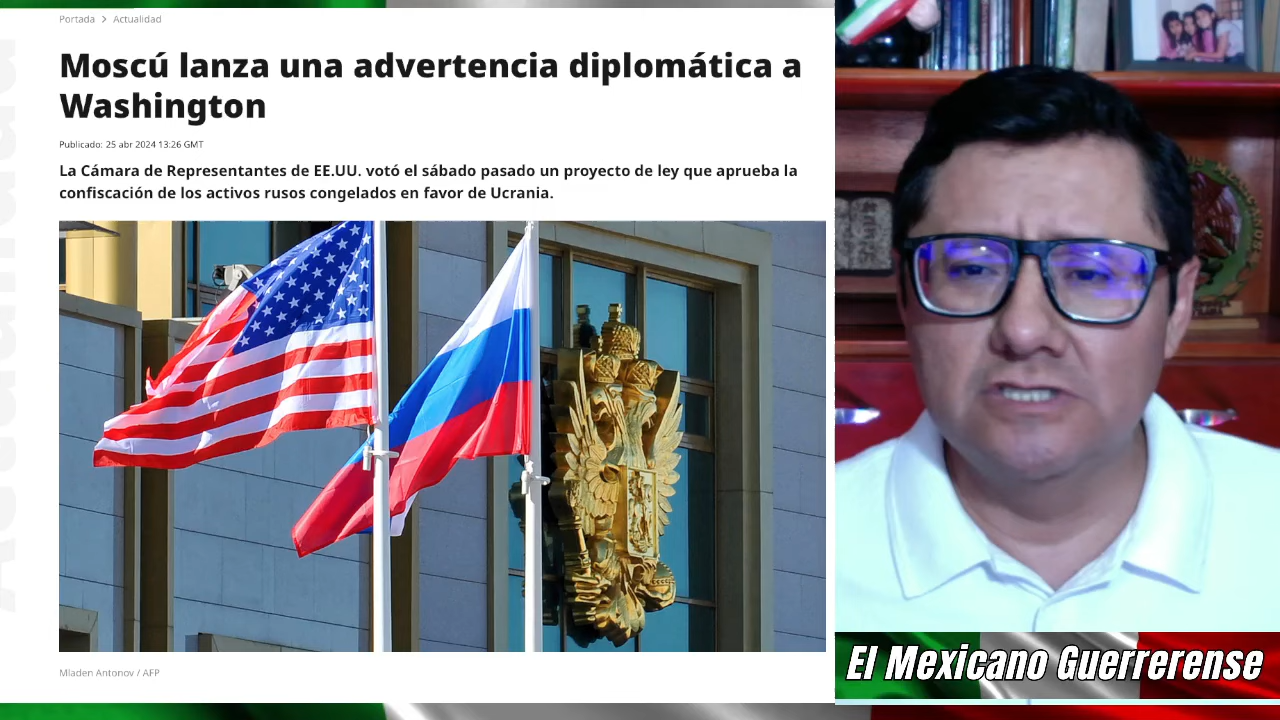 Portada > Actualidad
Moscú lanza una advertencia diplomática a
Washington
Publicado: 25 abr 2024 13:26 GMT
La Cámara de Representantes de EE.UU. votó el sábado pasado un proyecto de ley que aprueba la
confiscación de los activos rusos congelados en favor de Ucrania.
Mladen Antonov / AFP
El Mexicano Guerrerense